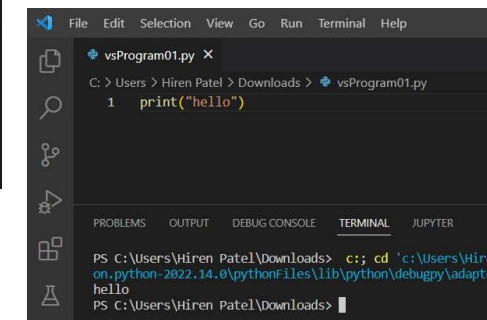 File Edit Selection View Go Run Terminal Help
vsProgram01.py
C: > Users > Hiren Patel > Downloads > vsProgram01.py
1 print("hello")
PROBLEMS OUTPUT DEBUG CONSOLE TERMINAL JUPYTER
PS C:\Users\Hiren Patel\Downloads> c:; cd 'c:\Users\Hir
on.python-2022.14.0\pythonFiles\lib\python\debugpy\adapt
hello
PS C:\Users\Hiren Patel\Downloads>